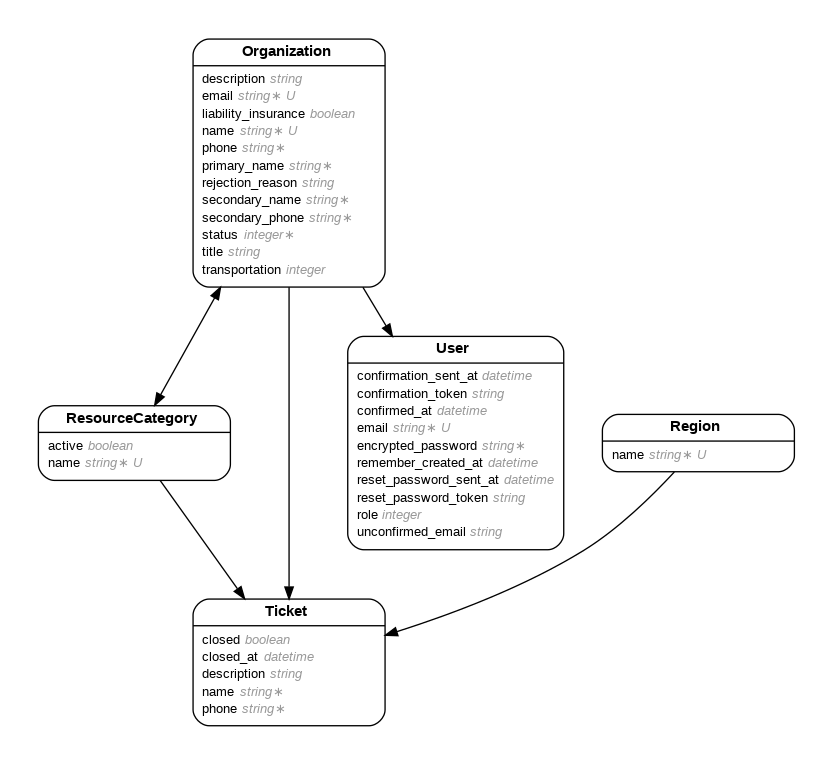 Organization
description string
email string∗ U
liability_insurance boolean
name string∗ U
phone string∗
primary_name string∗
rejection_reason string
secondary_name string∗
secondary_phone string∗
status integer∗
title string
transportation integer
User
confirmation_sent_at datetime
confirmation_token string
confirmed_at datetime
email string∗ U
encrypted_password string∗
remember_created_at datetime
reset_password_sent_at datetime
reset_password_token string
role integer
unconfirmed_email string
ResourceCategory
active boolean
name string∗ U
Region
name string∗ U
Ticket
closed boolean
closed_at datetime
description string
name string∗
phone string∗